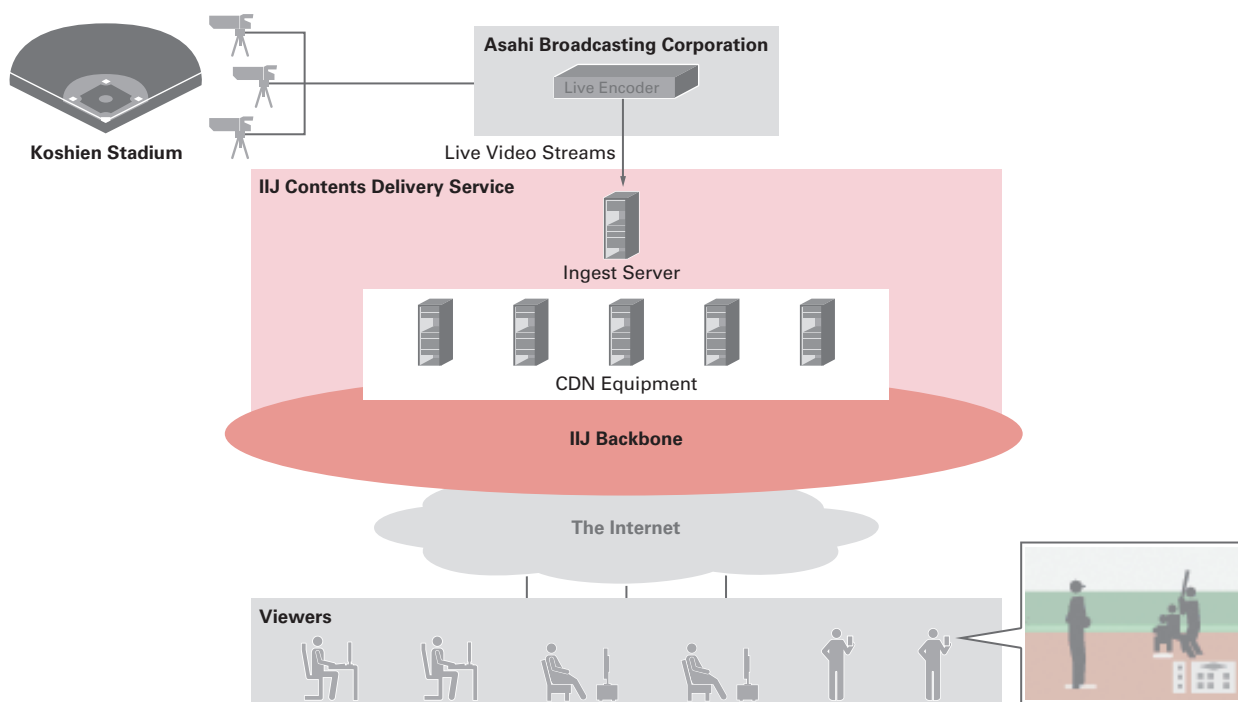 Asahi Broadcasting Corporation
Live Encoder
Koshien Stadium
Live Video Streams
IIJ Contents Delivery Service
Ingest Server
CDN Equipment
IIJ Backbone
The Internet
Viewers